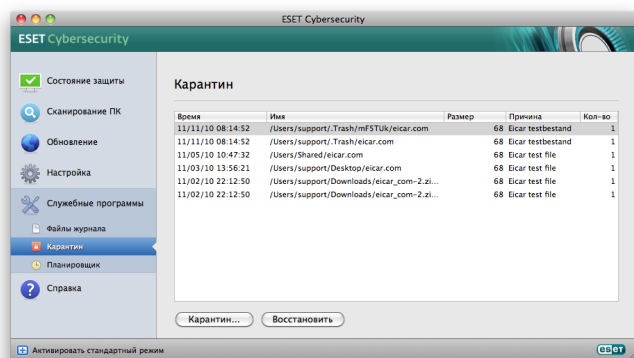 ESET Cybersecurity
ESET Cybersecurity
Состояние защиты
Сканирование ПК
Обновление
Настройка
Служебные программы
Файлы журнала
Карантин
Планировщик
Справка
Карантин
Время Имя Размер Причина Кол-во
11/11/10 08:14:52 /Users/support/.Trash/mF5TUk/eicar.com 68 Eicar testbestand 1
11/11/10 08:14:52 /Users/support/.Trash/eicar.com 68 Eicar testbestand 1
11/05/10 10:47:32 /Users/Shared/eicar.com 68 Eicar test file 1
11/03/10 13:56:21 /Users/support/Desktop/eicar.com 68 Eicar test file 1
11/02/10 22:12:50 /Users/support/Downloads/eicar_com-2.zi... 68 Eicar test file 1
11/02/10 22:12:50 /Users/support/Downloads/eicar_com-2.zi... 68 Eicar test file 1
Карантин... Восстановить
Активировать стандартный режим
eset